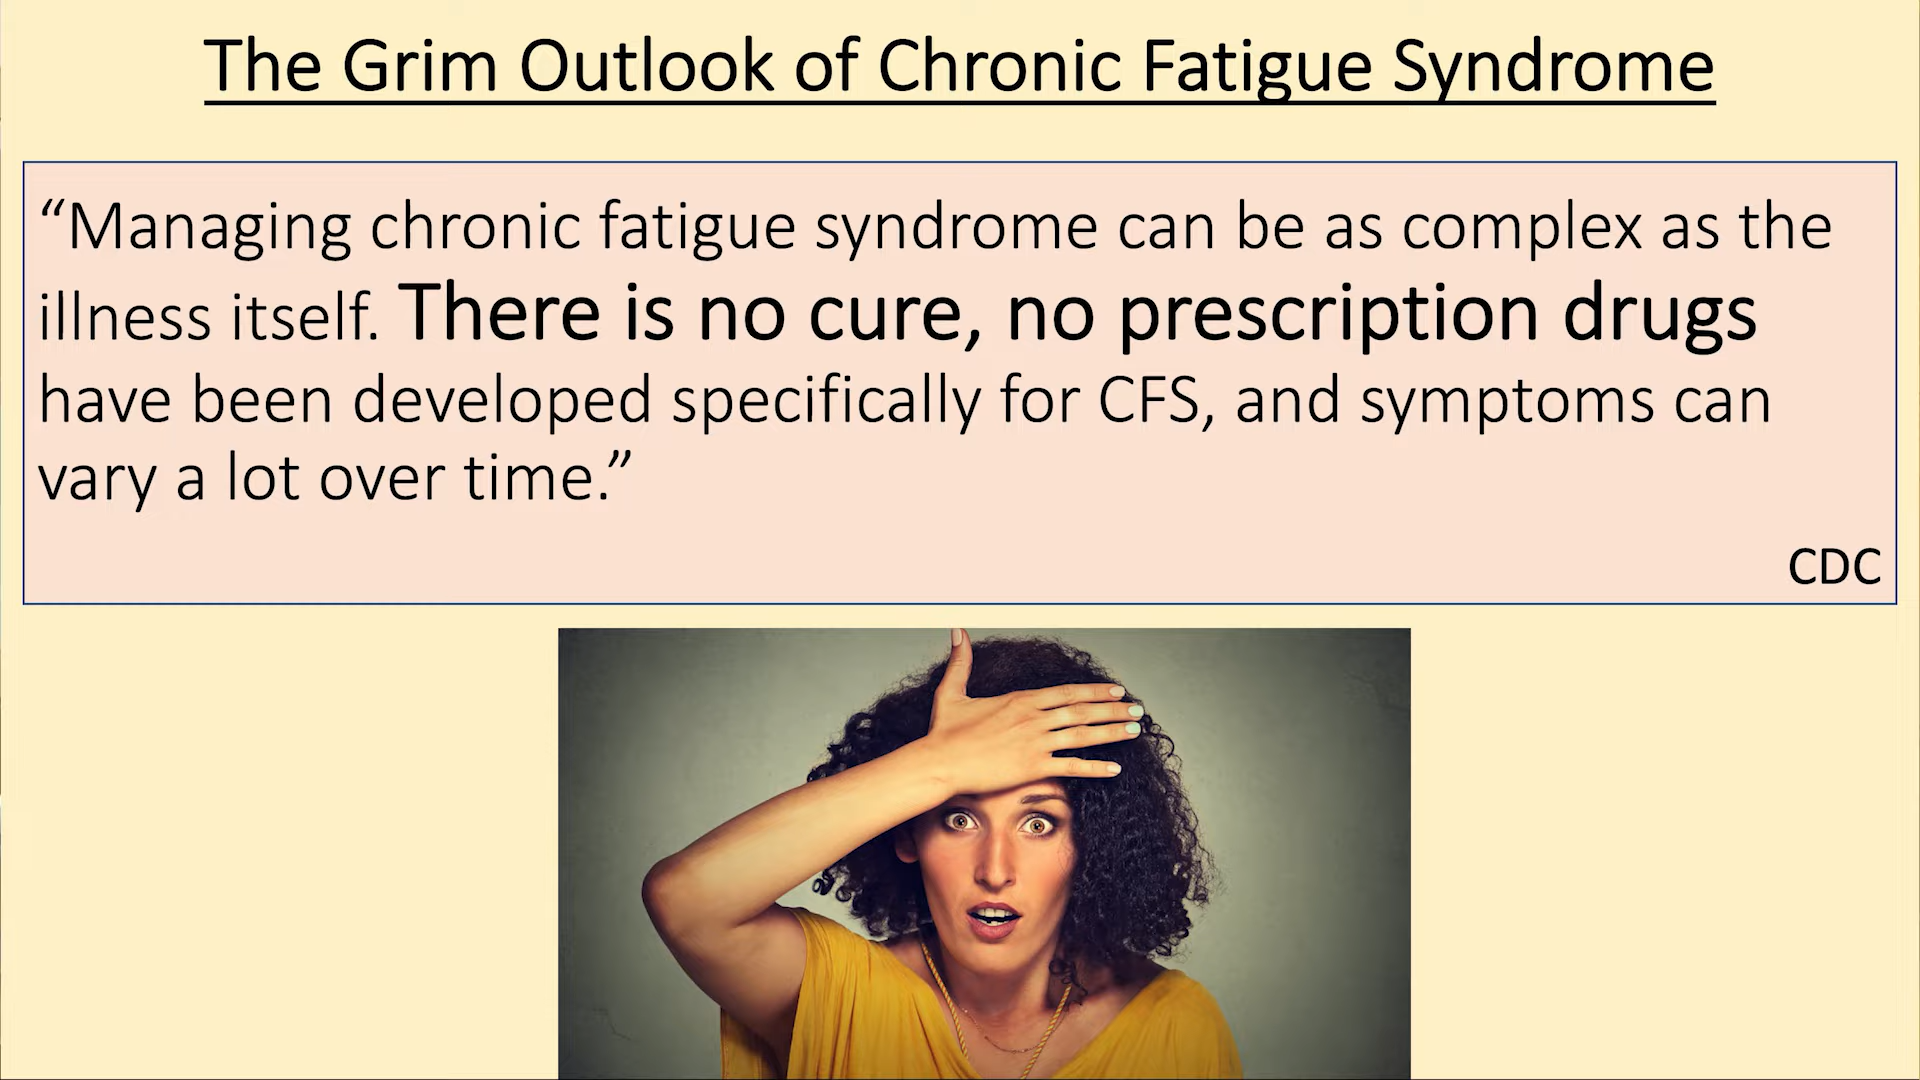 The Grim Outlook of Chronic Fatigue Syndrome
“Managing chronic fatigue syndrome can be as complex as the
illness itself. There is no cure, no prescription drugs
have been developed specifically for CFS, and symptoms can
vary a lot over time.”
CDC